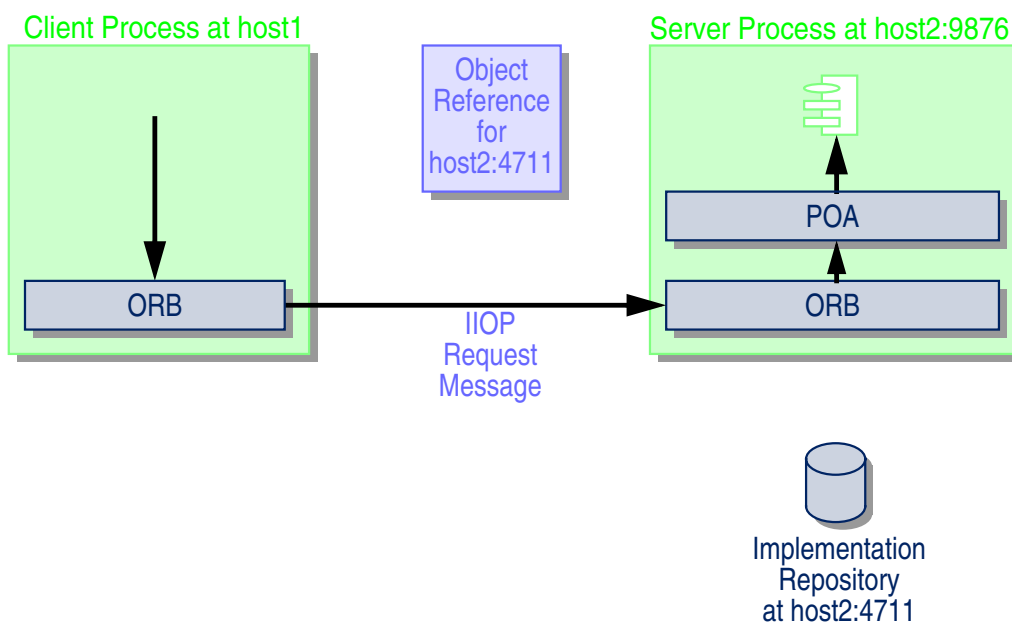 Client Process at host1
Object
Reference
for
host2:4711
Server Process at host2:9876
POA
ORB
ORB
IIOP
Request
Message
Implementation
Repository
at host2:4711